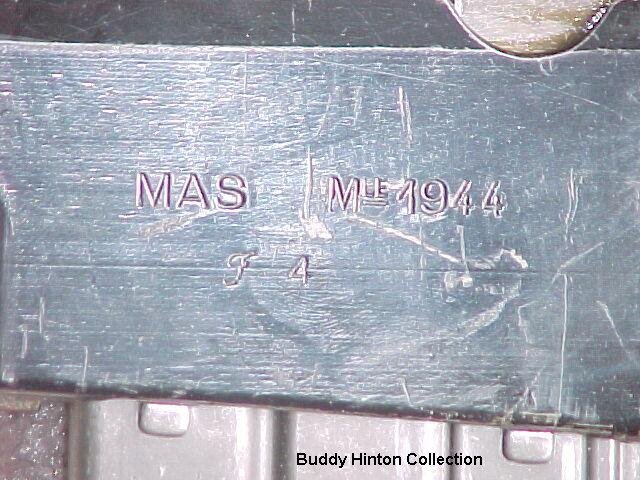 MAS MLE 1944
F 4
Buddy Hinton Collection